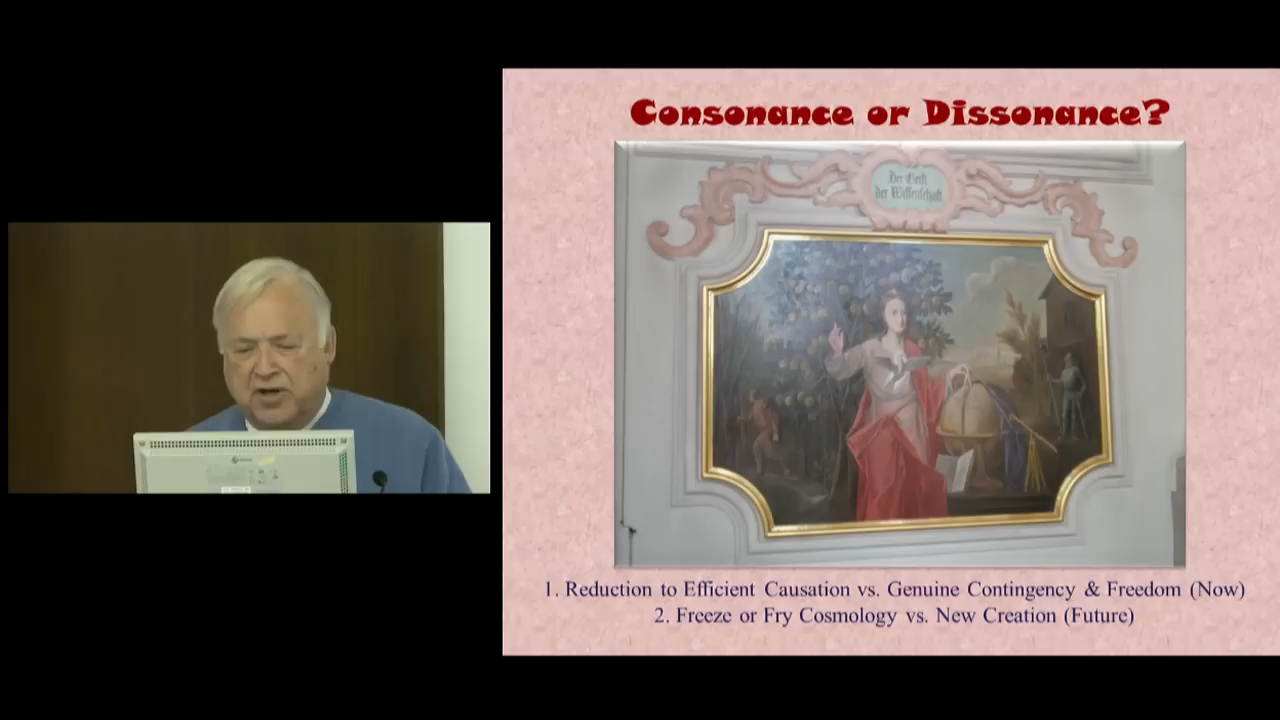 Consonance or Dissonance?
Der Geist
der Wissenschaft
1. Reduction to Efficient Causation vs. Genuine Contingency & Freedom (Now)
2. Freeze or Fry Cosmology vs. New Creation (Future)